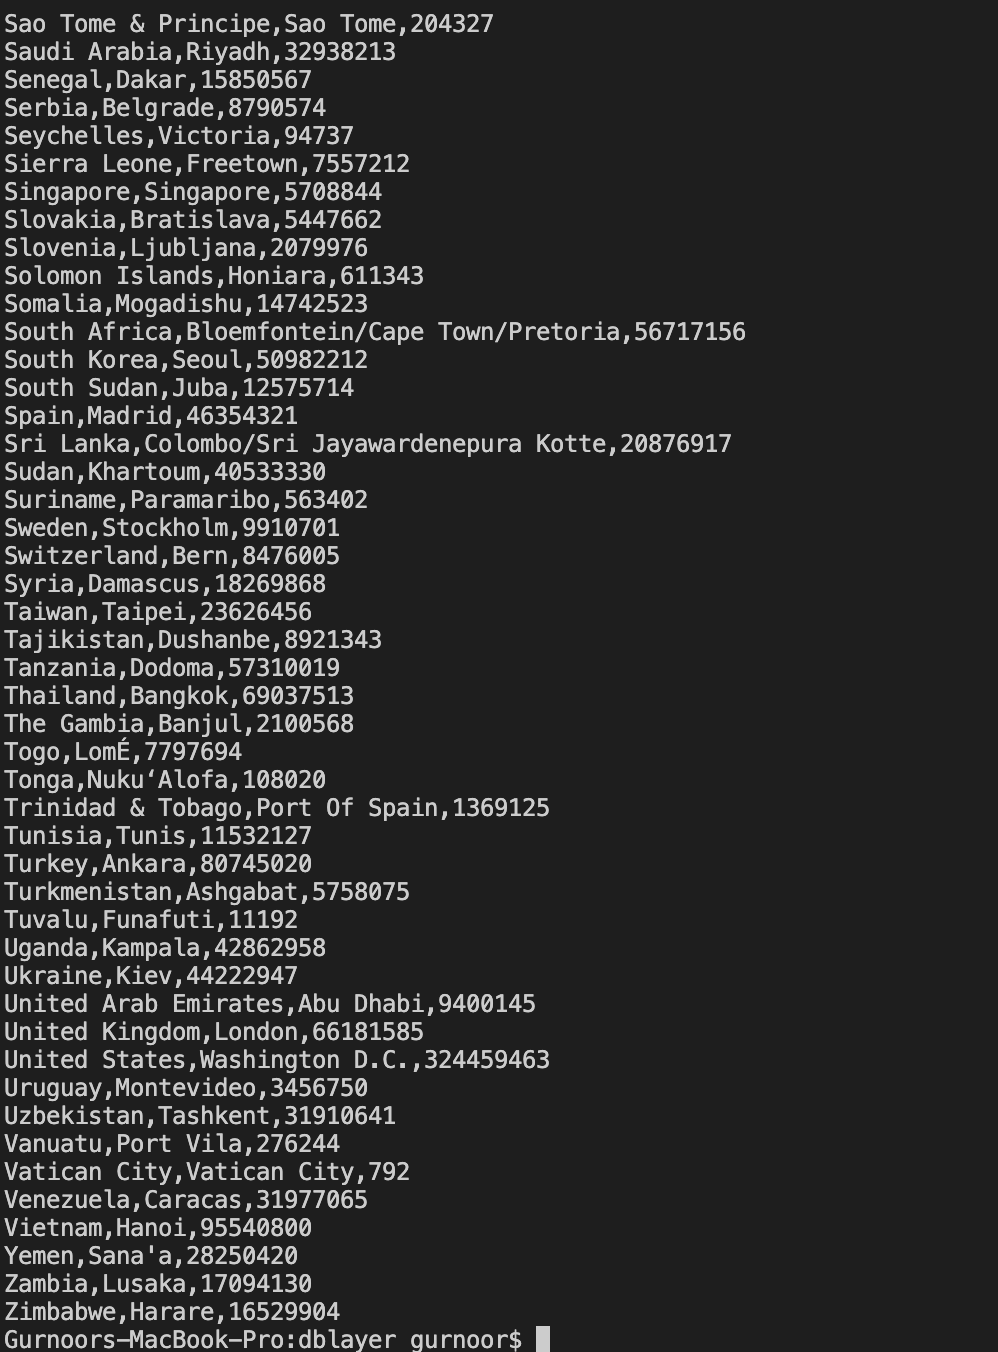 Sao Tome & Principe,Sao Tome,204327
Saudi Arabia,Riyadh,32938213
Senegal,Dakar,15850567
Serbia,Belgrade,8790574
Seychelles,Victoria,94737
Sierra Leone,Freetown,7557212
Singapore,Singapore,5708844
Slovakia,Bratislava,5447662
Slovenia,Ljubljana,2079976
Solomon Islands,Honiara,611343
Somalia,Mogadishu,14742523
South Africa,Bloemfontein/Cape Town/Pretoria,56717156
South Korea,Seoul,50982212
South Sudan,Juba,12575714
Spain,Madrid,46354321
Sri Lanka,Colombo/Sri Jayawardenepura Kotte,20876917
Sudan,Khartoum,40533330
Suriname,Paramaribo,563402
Sweden,Stockholm,9910701
Switzerland,Bern,8476005
Syria,Damascus,18269868
Taiwan,Taipei,23626456
Tajikistan,Dushanbe,8921343
Tanzania,Dodoma,57310019
Thailand,Bangkok,69037513
The Gambia,Banjul,2100568
Togo,LomÉ,7797694
Tonga,Nuku‘Alofa,108020
Trinidad & Tobago,Port Of Spain,1369125
Tunisia,Tunis,11532127
Turkey,Ankara,80745020
Turkmenistan,Ashgabat,5758075
Tuvalu,Funafuti,11192
Uganda,Kampala,42862958
Ukraine,Kiev,44222947
United Arab Emirates,Abu Dhabi,9400145
United Kingdom,London,66181585
United States,Washington D.C.,324459463
Uruguay,Montevideo,3456750
Uzbekistan,Tashkent,31910641
Vanuatu,Port Vila,276244
Vatican City,Vatican City,792
Venezuela,Caracas,31977065
Vietnam,Hanoi,95540800
Yemen,Sana'a,28250420
Zambia,Lusaka,17094130
Zimbabwe,Harare,16529904
Gurnoors-MacBook-Pro:dblayer gurnoor$